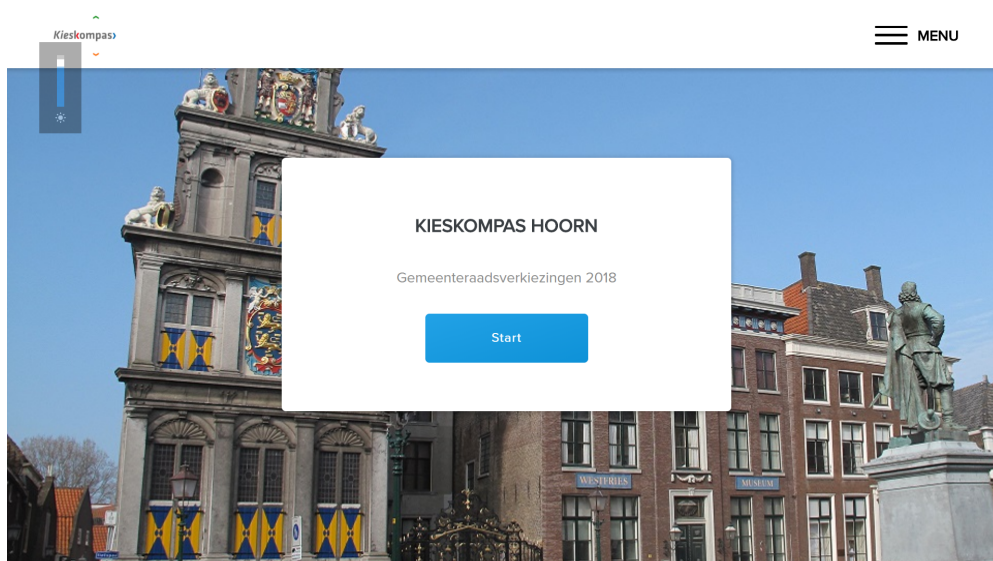 Kieskompas
MENU
KIESKOMPAS HOORN
Gemeenteraadsverkiezingen 2018
Start
WESTFRIES
MUSEUM